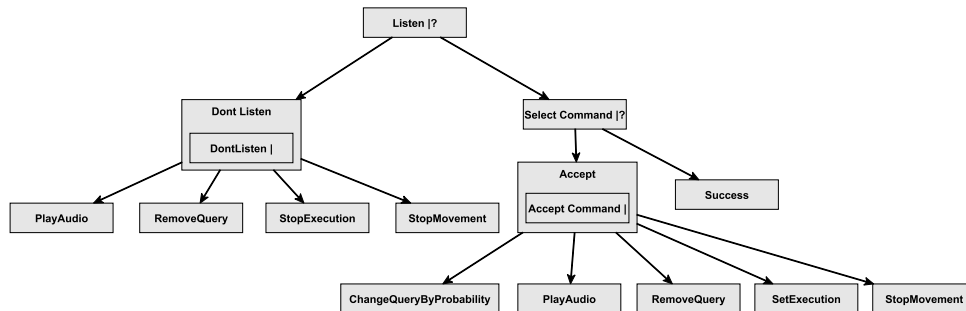 Listen |?
Dont Listen
DontListen |
Select Command |?
Accept
Accept Command |
Success
PlayAudio
RemoveQuery
StopExecution
StopMovement
ChangeQueryByProbability
PlayAudio
RemoveQuery
SetExecution
StopMovement